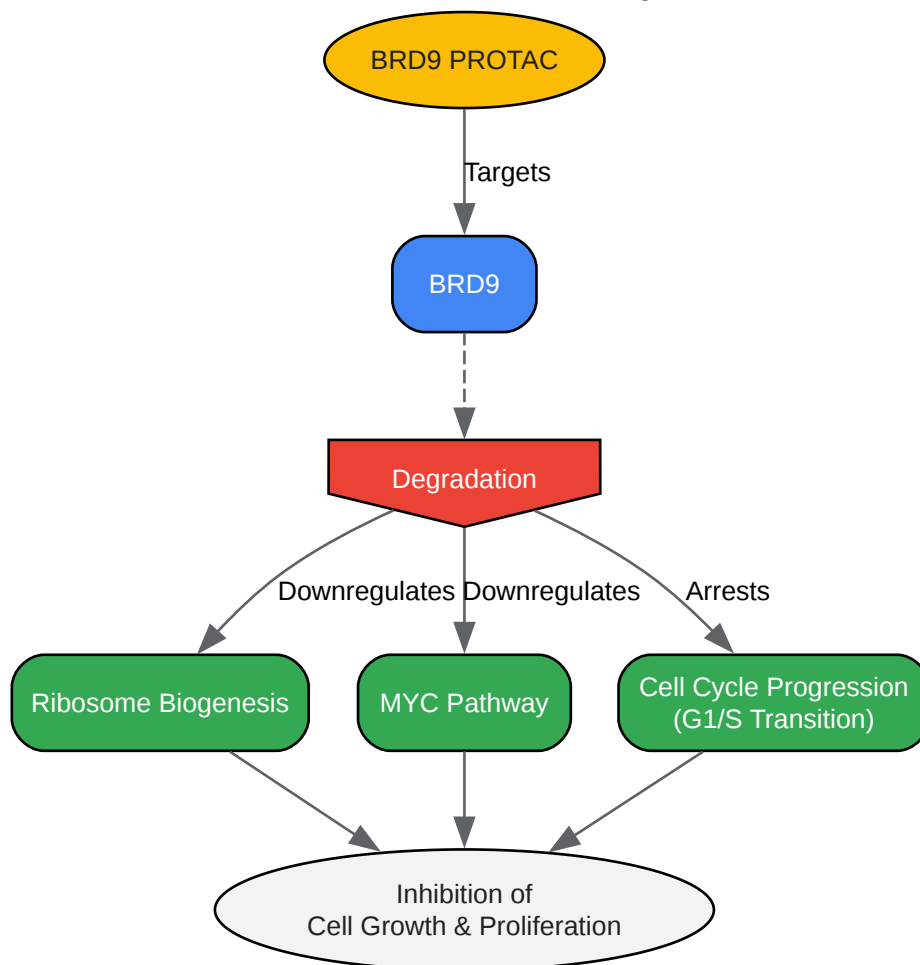 BRD9 PROTAC
Targets
BRD9
Degradation
Downregulates
Downregulates
Arrests
Ribosome Biogenesis
MYC Pathway
Cell Cycle Progression
(G1/S Transition)
Inhibition of
Cell Growth & Proliferation